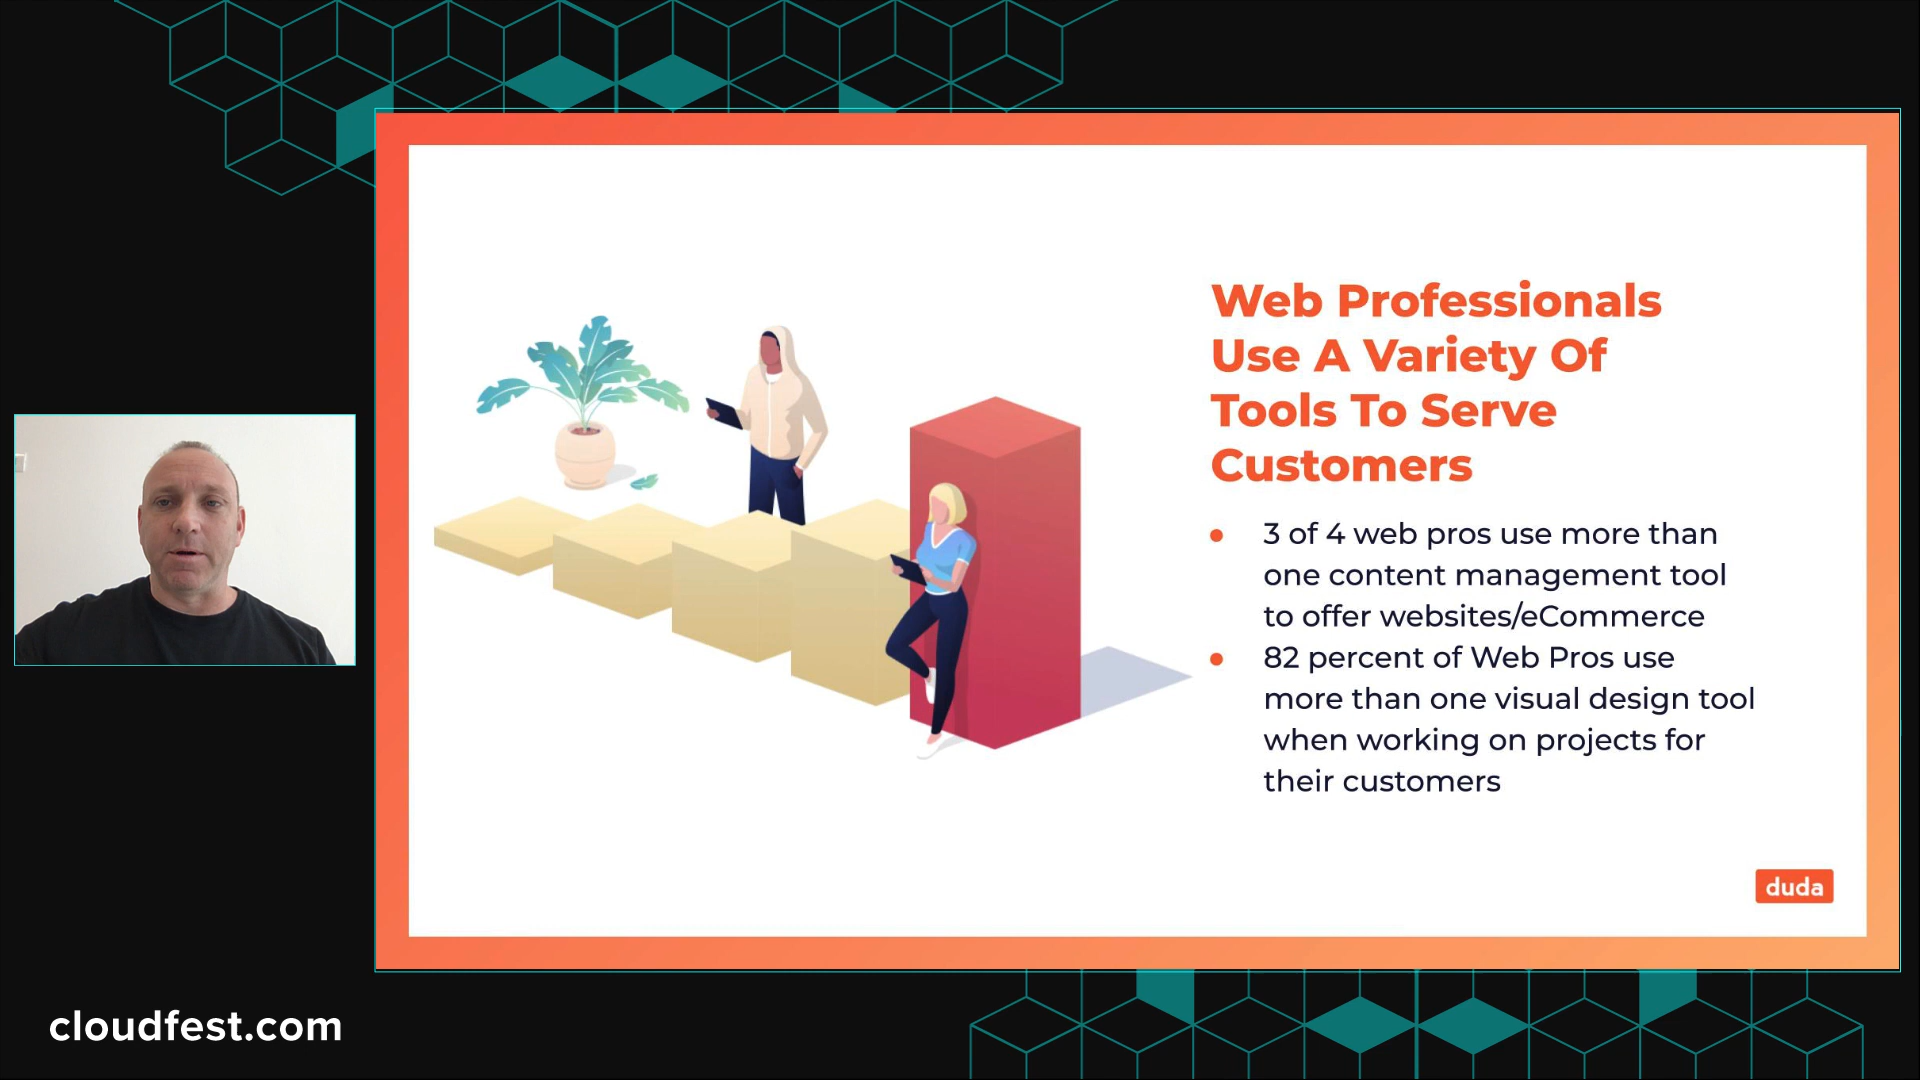 Web Professionals
Use A Variety Of
Tools To Serve
Customers
3 of 4 web pros use more than
one content management tool
to offer websites/eCommerce
82 percent of Web Pros use
more than one visual design tool
when working on projects for
their customers
duda
cloudfest.com